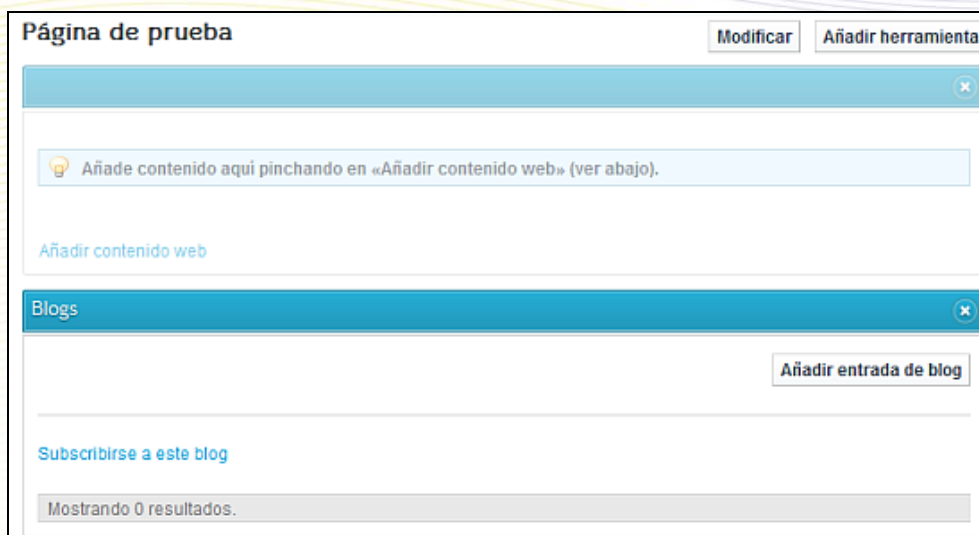 Página de prueba
Modificar
Añadir herramienta
Añade contenido aquí pinchando en «Añadir contenido web» (ver abajo).
Añadir contenido web
Blogs
Añadir entrada de blog
Subscribirse a este blog
Mostrando 0 resultados.